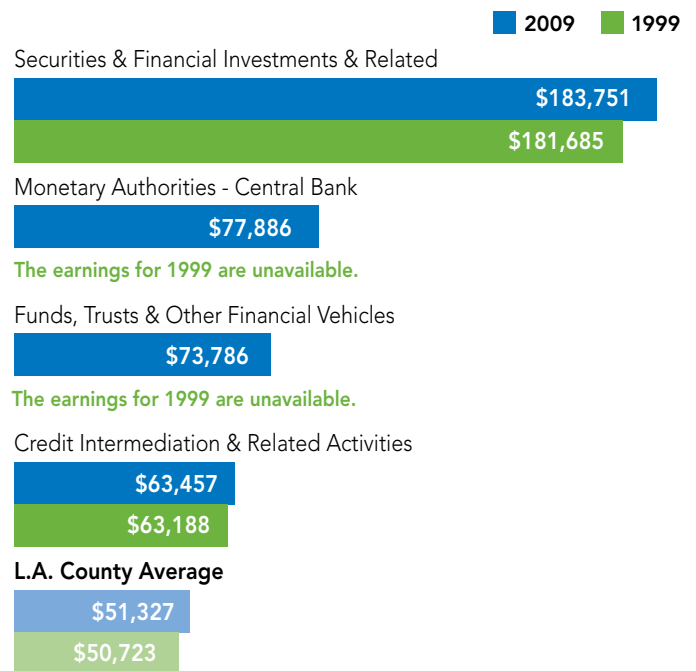 2009 1999
Securities & Financial Investments & Related
$183,751
$181,685
Monetary Authorities - Central Bank
$77,886
The earnings for 1999 are unavailable.
Funds, Trusts & Other Financial Vehicles
$73,786
The earnings for 1999 are unavailable.
Credit Intermediation & Related Activities
$63,457
$63,188
L.A. County Average
$51,327
$50,723